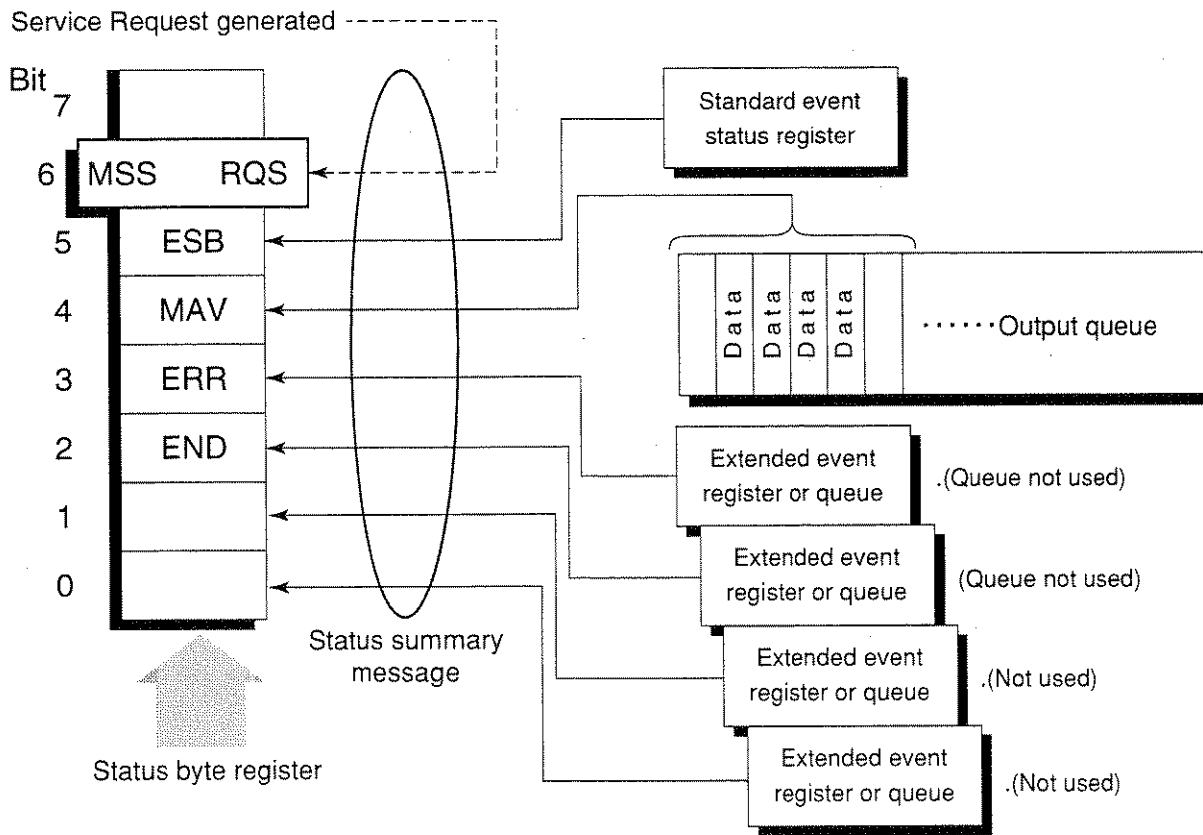 Service Request generated
Bit
7
6 MSS RQS
5 ESB
4 MAV
3 ERR
2 END
1
0
Status summary
message
Status byte register
Standard event
status register
Data Data Data Data
......Output queue
Extended event
register or queue
.(Queue not used)
Extended event
register or queue
(Queue not used)
Extended event
register or queue
.(Not used)
Extended event
register or queue
.(Not used)